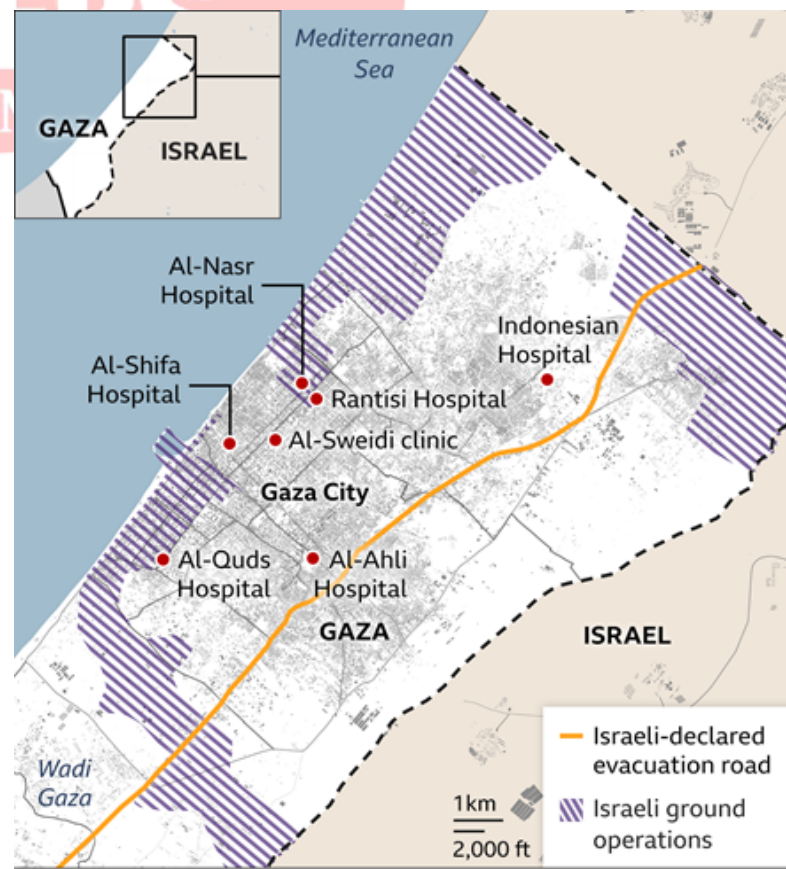 Mediterranean
Sea
GAZA
ISRAEL
Al-Nasr
Hospital
Indonesian
Hospital
Al-Shifa
Hospital
Rantisi Hospital
Al-Sweidi clinic
Gaza City
Al-Quds
Hospital
Al-Ahli
Hospital
GAZA
ISRAEL
Wadi
Gaza
1km
2,000 ft
Israeli-declared
evacuation road
Israeli ground
operations